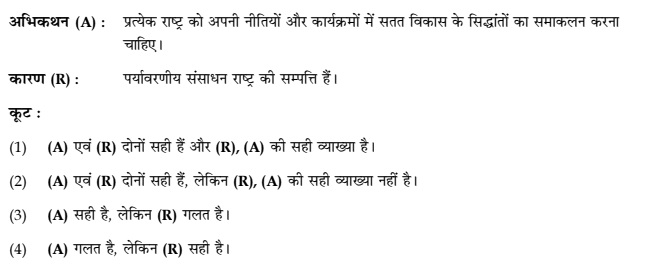 अभिकथन (A) : प्रत्येक राष्ट्र को अपनी नीतियों और कार्यक्रमों में सतत विकास के सिद्धांतों का समाकलन करना
चाहिए।
कारण (R) : पर्यावरणीय संसाधन राष्ट्र की सम्पत्ति हैं।
कूट :
(1) (A) एवं (R) दोनों सही हैं और (R), (A) की सही व्याख्या है।
(2) (A) एवं (R) दोनों सही हैं, लेकिन (R), (A) की सही व्याख्या नहीं है।
(3) (A) सही है, लेकिन (R) गलत है।
(4) (A) गलत है, लेकिन (R) सही है।